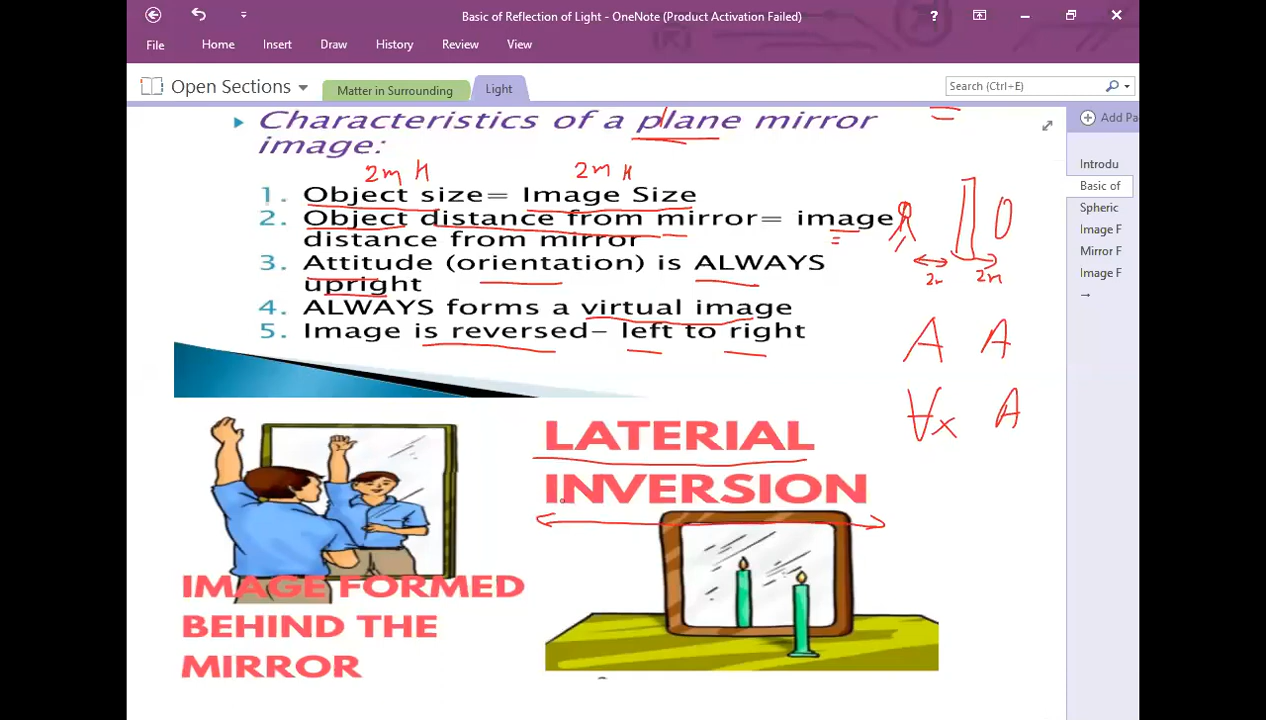 Basic of Reflection of Light - OneNote (Product Activation Failed)
?
File Home Insert Draw History Review View
Open Sections
Matter in Surrounding
Light
Search (Ctrl+E)
Characteristics of a plane mirror
image:
2m H 2m H
1. Object size= Image Size
2. Object distance from mirror= image
distance from mirror
3. Attitude (orientation) is ALWAYS
upright
4. ALWAYS forms a virtual image
5. Image is reversed– left to right
2m
A A
A
LATERIAL
INVERSION
IMAGE FORMED
BEHIND THE
MIRROR
Add Pa
Introdu
Basic of
Spheric
Image F
Mirror F
Image F